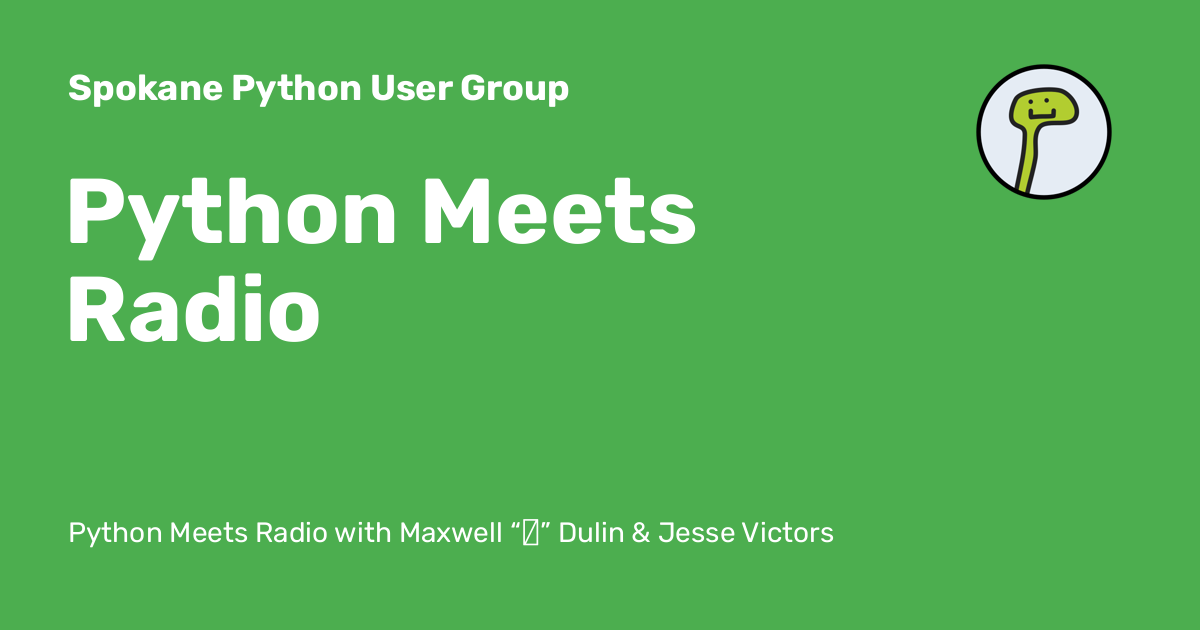 Spokane Python User Group
Python Meets
Radio
Python Meets Radio with Maxwell “” Dulin & Jesse Victors